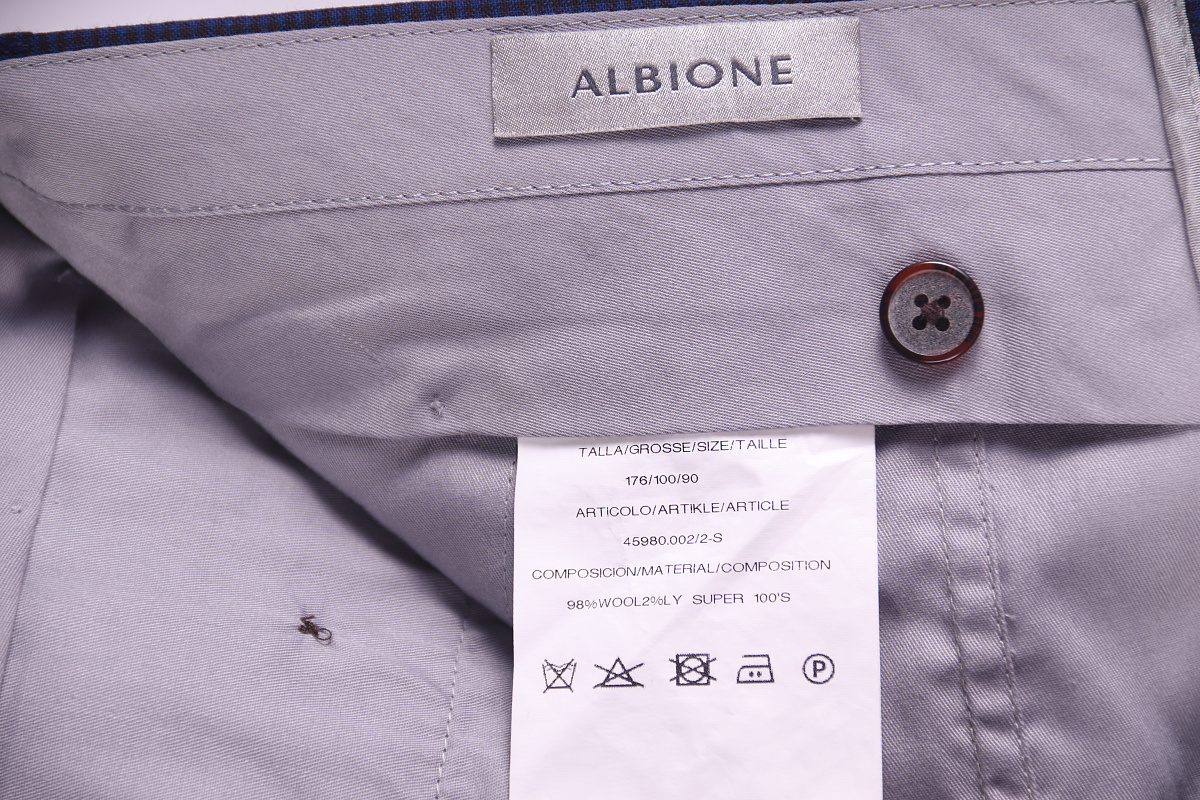 ALBIONE
TALLA/GROSSE/SIZE/TAILLE
176/100/90
ARTICOLO/ARTIKLE/ARTICLE
45980.002/2-S
COMPOSICION/MATERIAL/COMPOSITION
98%WOOL2%LY SUPER 100'S
P